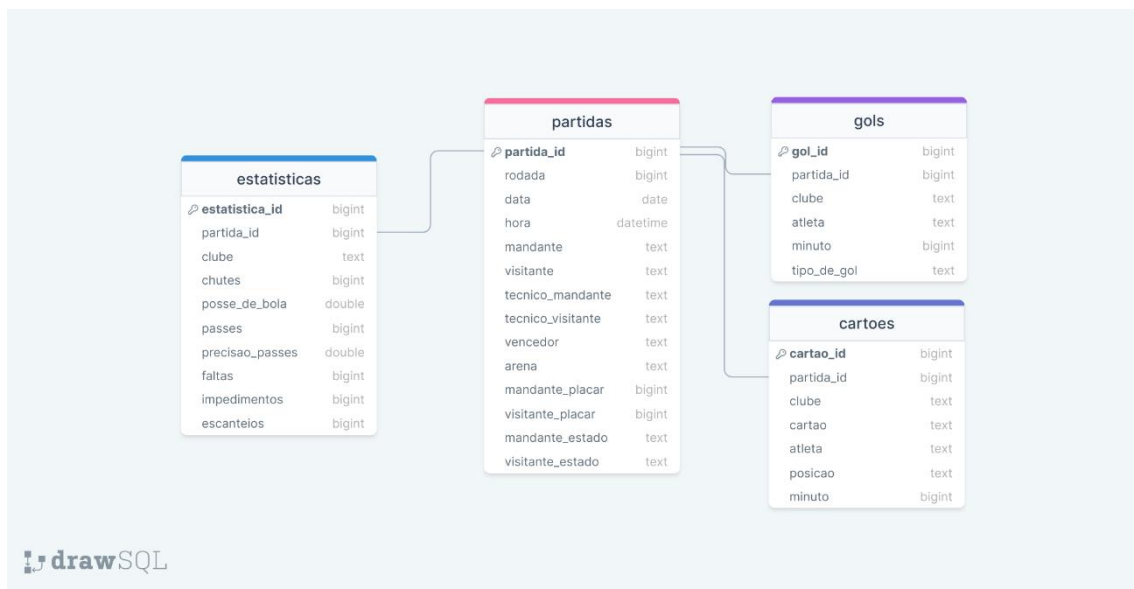 estatisticas
estatistica_id bigint
partida_id bigint
clube text
chutes bigint
posse_de_bola double
passes bigint
precisao_passes double
faltas bigint
impedimentos bigint
escanteios bigint
partidas
partida_id bigint
rodada bigint
data date
hora datetime
mandante text
visitante text
tecnico_mandante text
tecnico_visitante text
vencedor text
arena text
mandante_placar bigint
visitante_placar bigint
mandante_estado text
visitante_estado text
gols
gol_id bigint
partida_id bigint
clube text
atleta text
minuto bigint
tipo_de_gol text
cartoes
cartao_id bigint
partida_id bigint
clube text
cartao text
atleta text
posicao text
minuto bigint
drawSQL